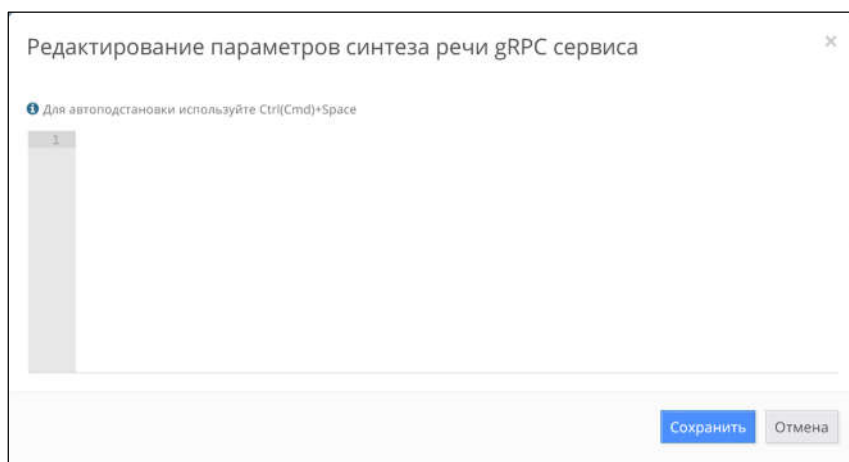 Редактирование параметров синтеза речи gRPC сервиса
Для автоподстановки используйте Ctrl(Cmd)+Space
1
Сохранить
Отмена